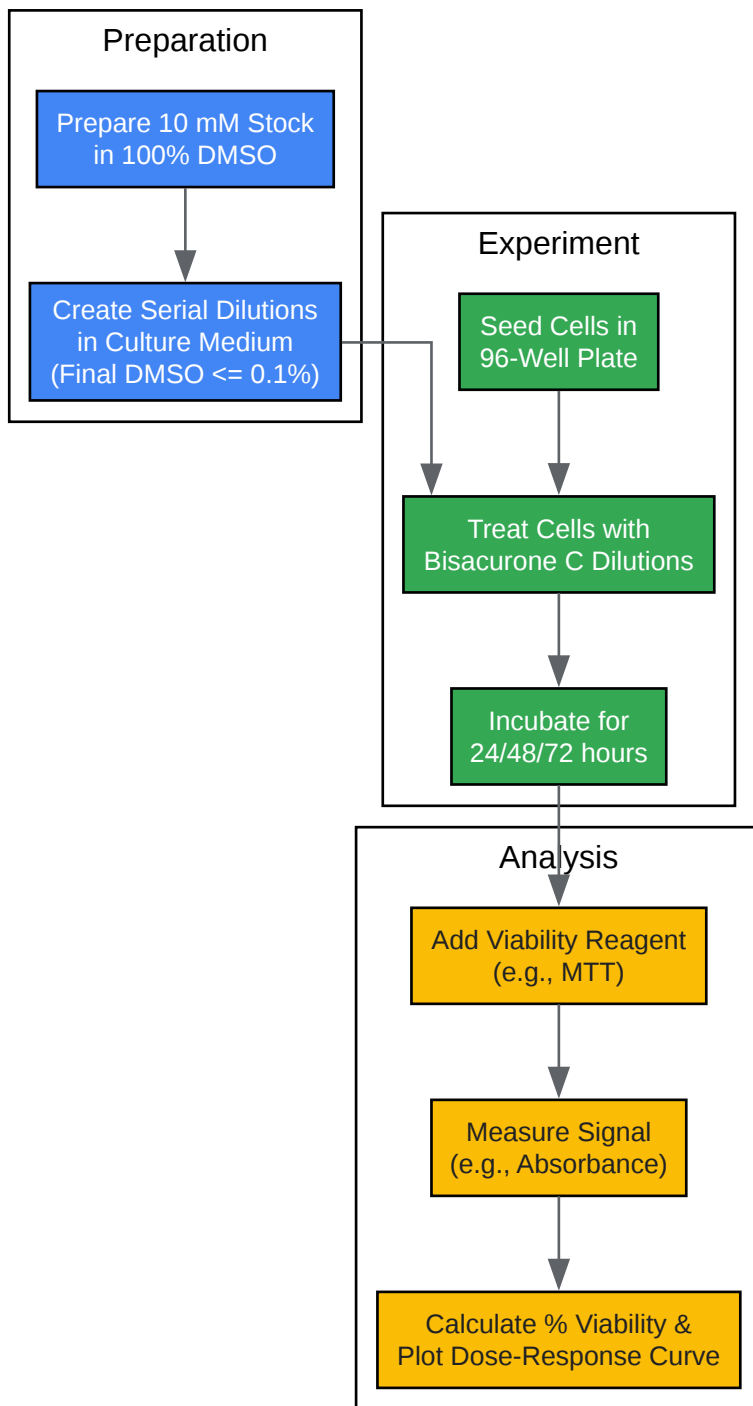 Preparation
Prepare 10 mM Stock
in 100% DMSO
Create Serial Dilutions
in Culture Medium
(Final DMSO <= 0.1%)
Experiment
Seed Cells in
96-Well Plate
Treat Cells with
Bisacurone C Dilutions
Incubate for
24/48/72 hours
Analysis
Add Viability Reagent
(e.g., MTT)
Measure Signal
(e.g., Absorbance)
Calculate % Viability &
Plot Dose-Response Curve